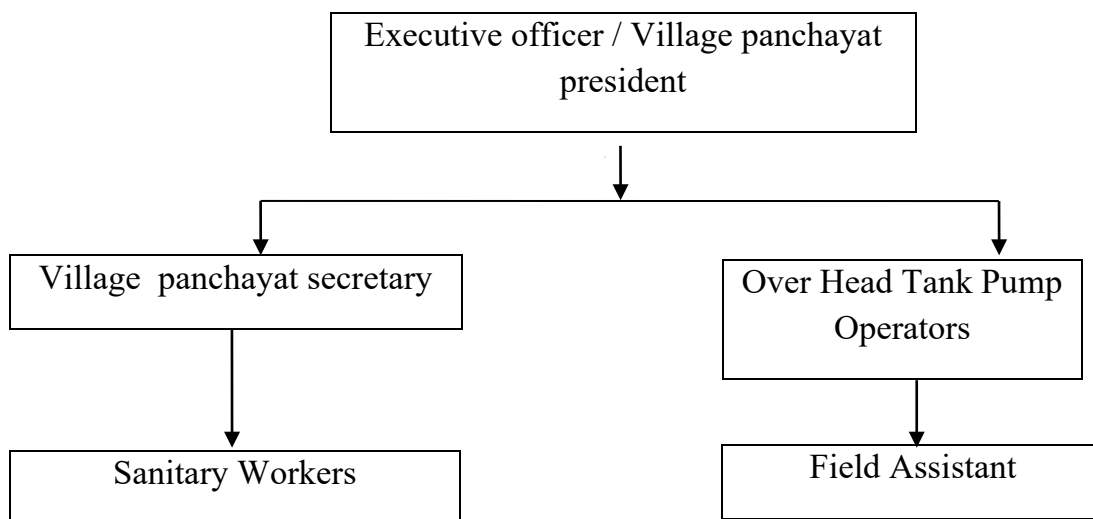 Executive officer / Village panchayat
president
Village panchayat secretary
Over Head Tank Pump
Operators
Sanitary Workers
Field Assistant